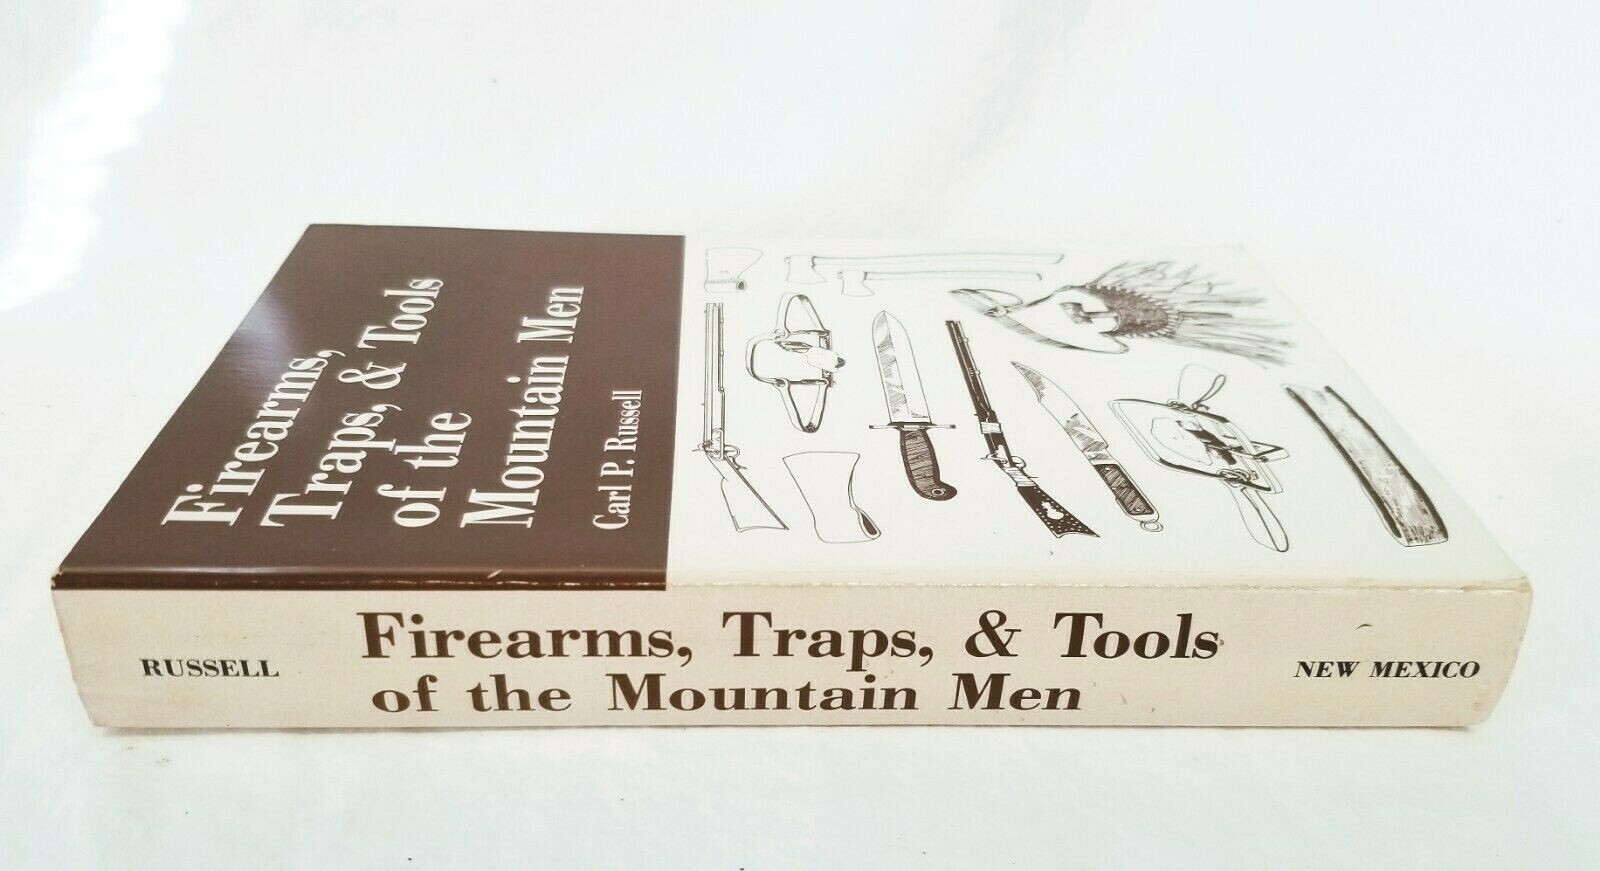 Firearms,
Traps, & Tools
of the
Mountain Men
Carl P. Russell
RUSSELL
Firearms, Traps, & Tools
of the Mountain Men
NEW MEXICO